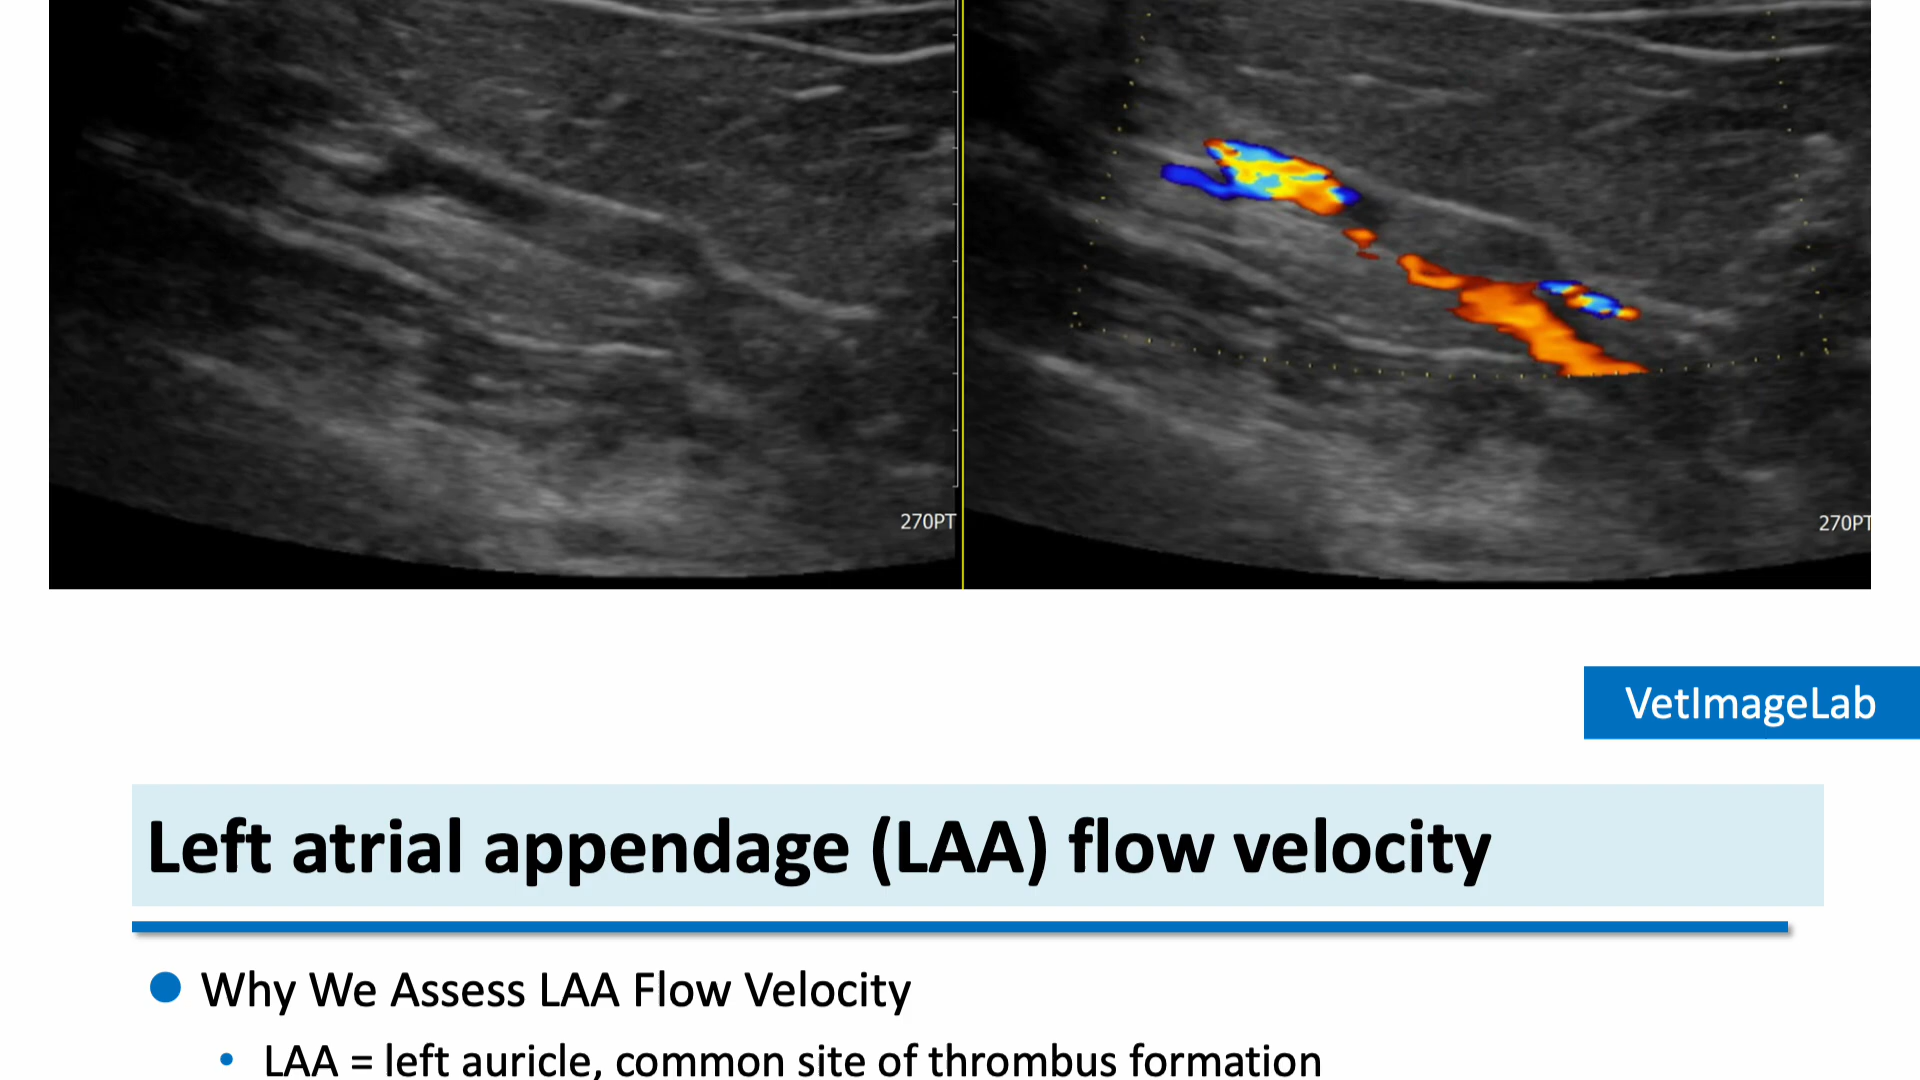 270PT
270PT
VetImageLab
Left atrial appendage (LAA) flow velocity
Why We Assess LAA Flow Velocity
LAA = left auricle, common site of thrombus formation